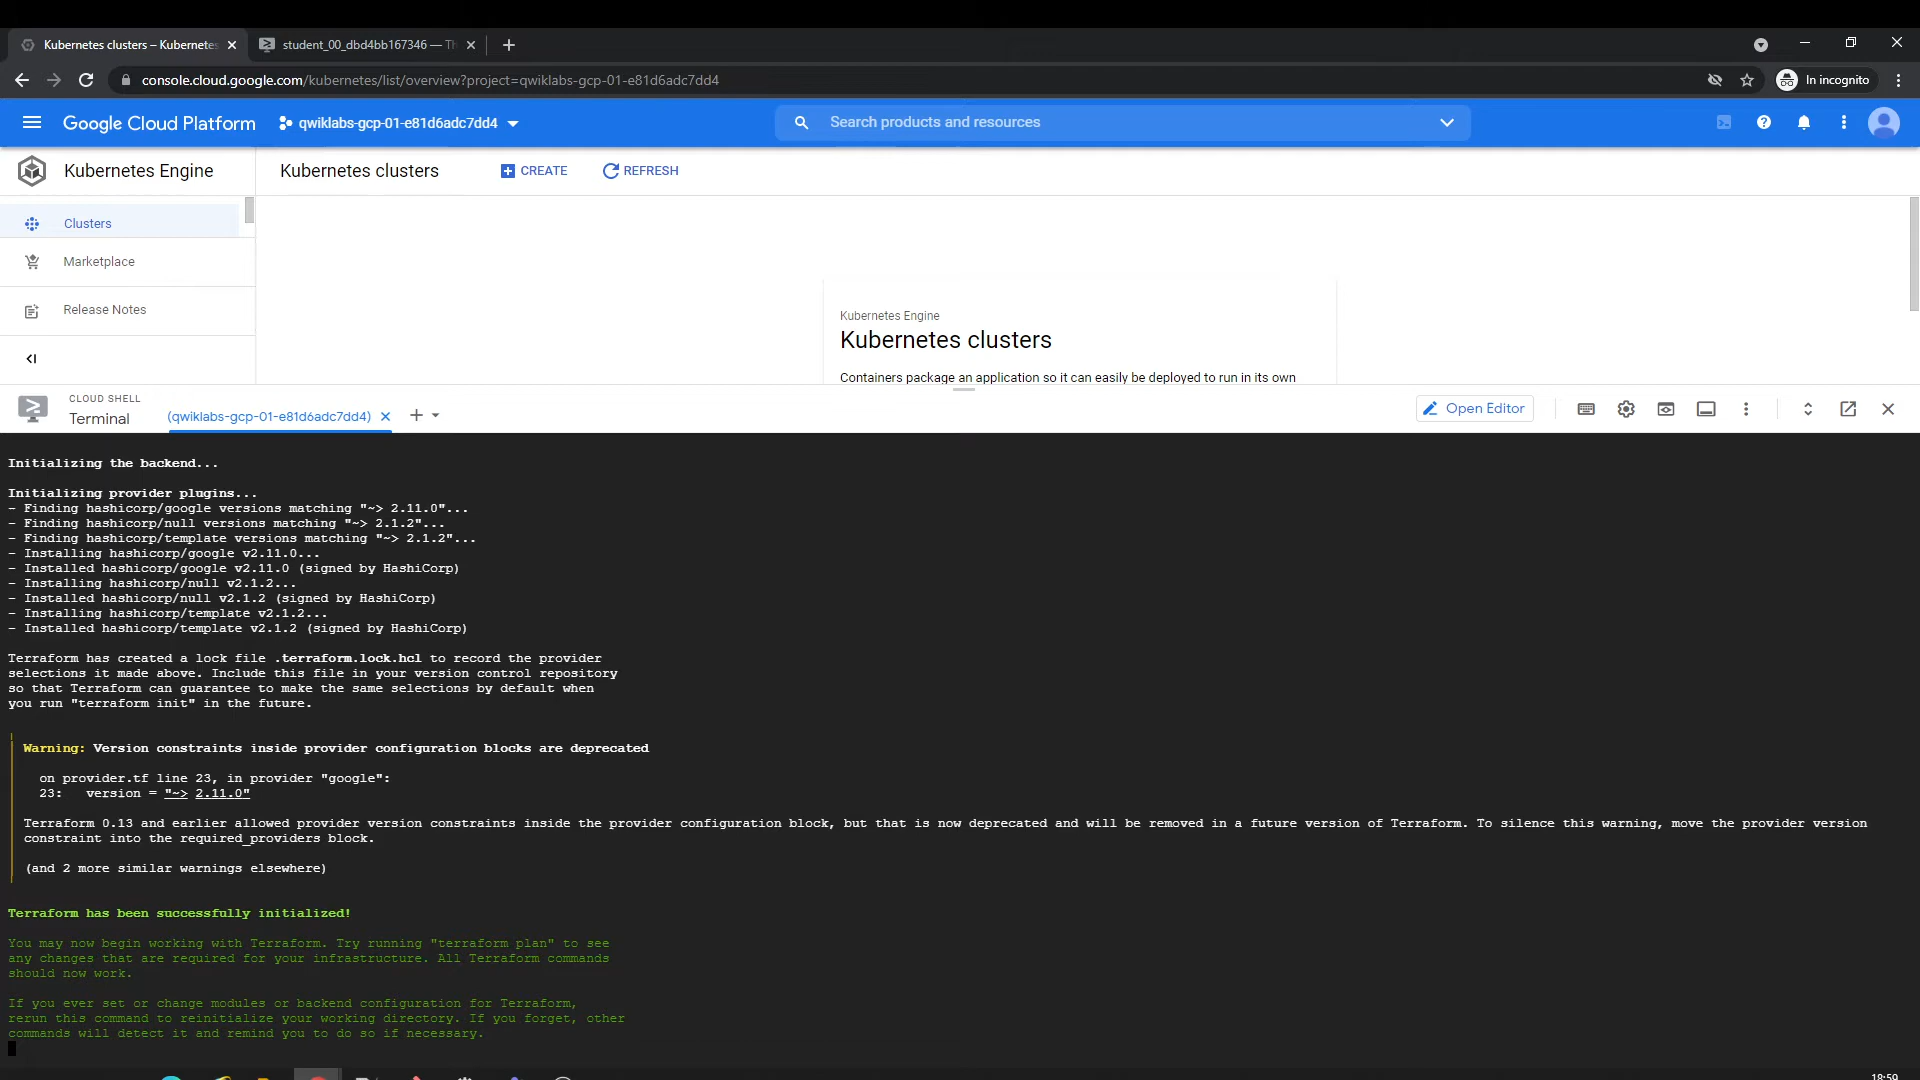 Kubernetes clusters – Kubernetes
student_00_dbd4bb167346 — Th
console.cloud.google.com/kubernetes/list/overview?project=qwiklabs-gcp-01-e81d6adc7dd4
In incognito
Google Cloud Platform
qwiklabs-gcp-01-e81d6adc7dd4
Search products and resources
Kubernetes Engine
Kubernetes clusters
CREATE
REFRESH
Clusters
Marketplace
Release Notes
Kubernetes Engine
Kubernetes clusters
Containers package an application so it can easily be deployed to run in its own
CLOUD SHELL
Terminal
(qwiklabs-gcp-01-e81d6adc7dd4)
Open Editor
Initializing the backend...
Initializing provider plugins...
- Finding hashicorp/google versions matching "~> 2.11.0"...
- Finding hashicorp/null versions matching "~> 2.1.2"...
- Finding hashicorp/template versions matching "~> 2.1.2"...
- Installing hashicorp/google v2.11.0...
- Installed hashicorp/google v2.11.0 (signed by HashiCorp)
- Installing hashicorp/null v2.1.2...
- Installed hashicorp/null v2.1.2 (signed by HashiCorp)
- Installing hashicorp/template v2.1.2...
- Installed hashicorp/template v2.1.2 (signed by HashiCorp)
Terraform has created a lock file .terraform.lock.hcl to record the provider
selections it made above. Include this file in your version control repository
so that Terraform can guarantee to make the same selections by default when
you run "terraform init" in the future.
Warning: Version constraints inside provider configuration blocks are deprecated
on provider.tf line 23, in provider "google":
23:   version = "~> 2.11.0"
Terraform 0.13 and earlier allowed provider version constraints inside the provider configuration block, but that is now deprecated and will be removed in a future version of Terraform. To silence this warning, move the provider version
constraint into the required_providers block.
(and 2 more similar warnings elsewhere)
Terraform has been successfully initialized!
You may now begin working with Terraform. Try running "terraform plan" to see
any changes that are required for your infrastructure. All Terraform commands
should now work.
If you ever set or change modules or backend configuration for Terraform,
rerun this command to reinitialize your working directory. If you forget, other
commands will detect it and remind you to do so if necessary.
18:59